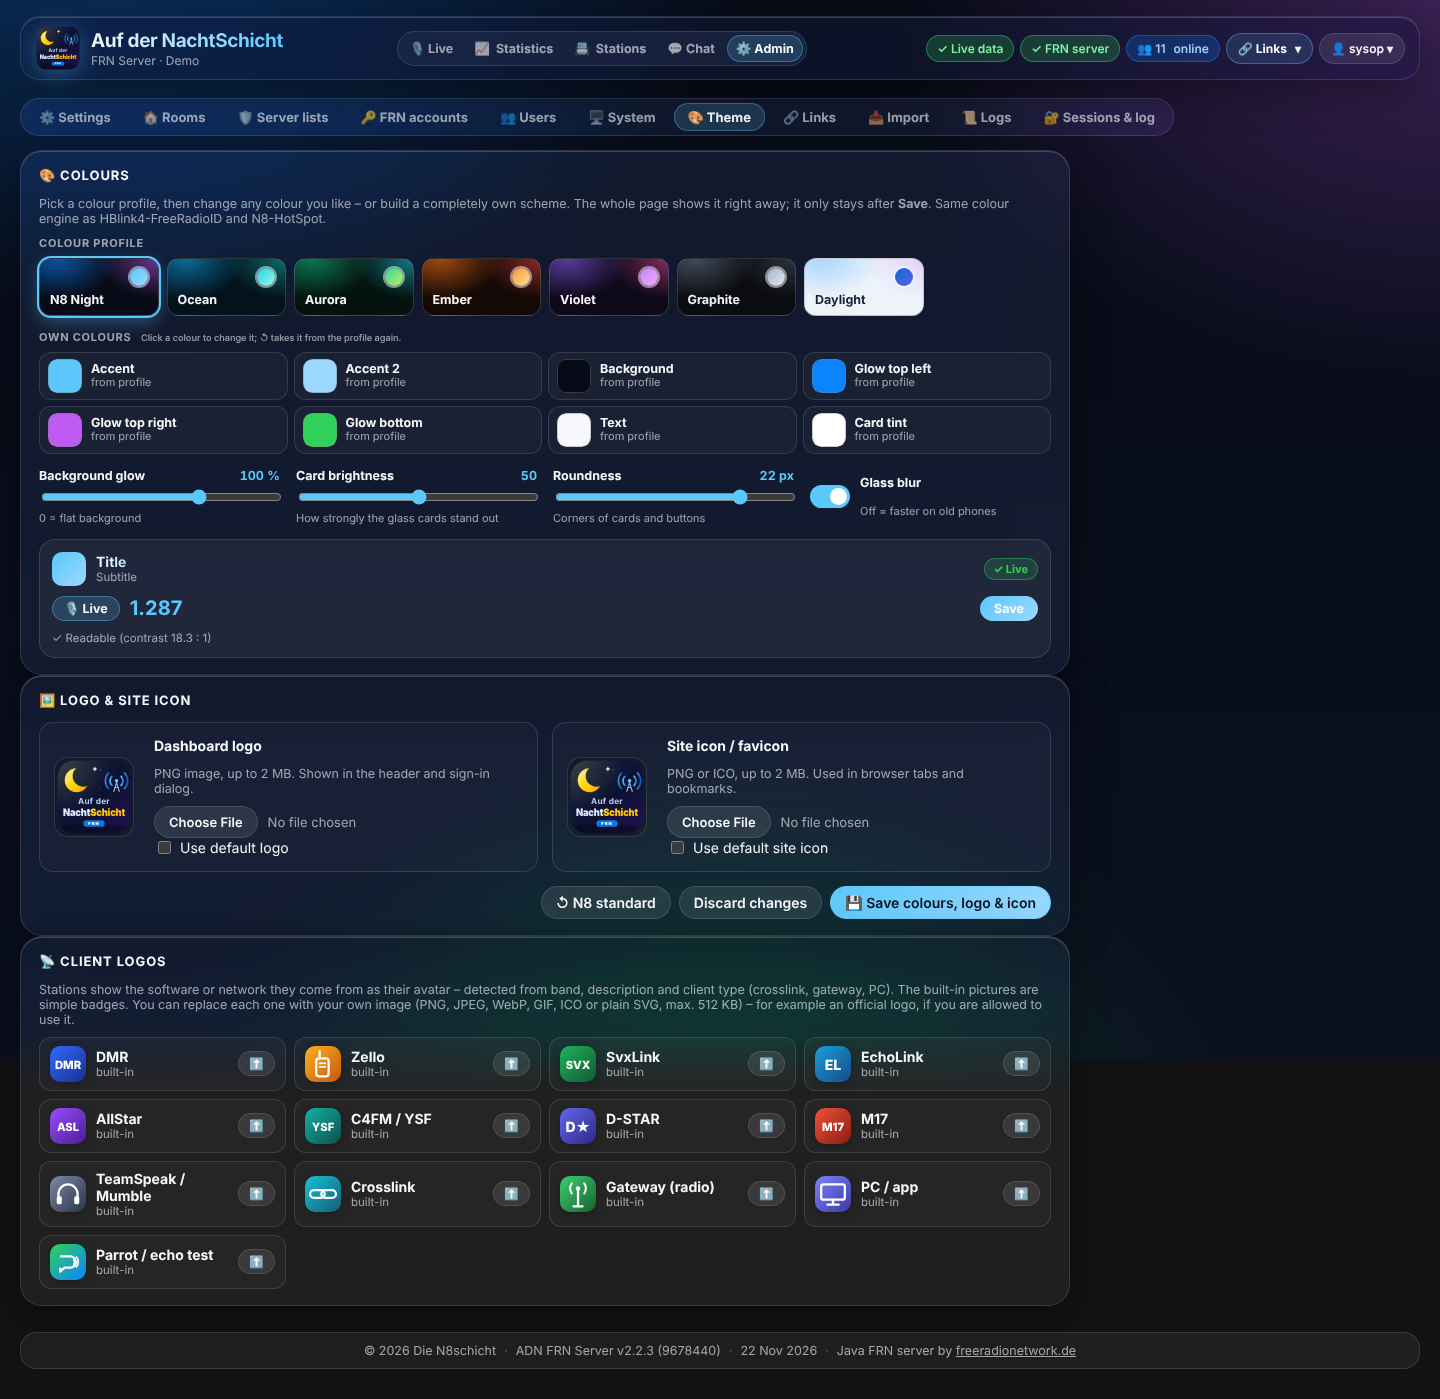 Auf der NachtSchicht
FRN Server · Demo
Live Statistics Stations Chat Admin
✓ Live data ✓ FRN server 11 online Links ▾ sysop ▾
Settings Rooms Server lists FRN accounts Users System Theme Links Import Logs Sessions & log
COLOURS
Pick a colour profile, then change any colour you like – or build a completely own scheme. The whole page shows it right away; it only stays after Save. Same colour
engine as HBlink4-FreeRadioID and N8-HotSpot.
COLOUR PROFILE
N8 Night Ocean Aurora Ember Violet Graphite Daylight
OWN COLOURS Click a colour to change it; ↺ takes it from the profile again.
Accent
from profile
Accent 2
from profile
Background
from profile
Glow top left
from profile
Glow top right
from profile
Glow bottom
from profile
Text
from profile
Card tint
from profile
Background glow 100 %
0 = flat background
Card brightness 50
How strongly the glass cards stand out
Roundness 22 px
Corners of cards and buttons
Glass blur
Off = faster on old phones
Title
Subtitle
✓ Live
Live 1.287 Save
✓ Readable (contrast 18.3 : 1)
LOGO & SITE ICON
Auf der
NachtSchicht
FRN
Dashboard logo
PNG image, up to 2 MB. Shown in the header and sign-in
dialog.
Choose File No file chosen
Use default logo
Auf der
NachtSchicht
FRN
Site icon / favicon
PNG or ICO, up to 2 MB. Used in browser tabs and
bookmarks.
Choose File No file chosen
Use default site icon
↺ N8 standard Discard changes Save colours, logo & icon
CLIENT LOGOS
Stations show the software or network they come from as their avatar – detected from band, description and client type (crosslink, gateway, PC). The built-in pictures are
simple badges. You can replace each one with your own image (PNG, JPEG, WebP, GIF, ICO or plain SVG, max. 512 KB) – for example an official logo, if you are allowed to
use it.
DMR DMR
built-in
Zello
built-in
SVX SvxLink
built-in
EL EchoLink
built-in
ASL AllStar
built-in
YSF C4FM / YSF
built-in
D★ D-STAR
built-in
M17 M17
built-in
TeamSpeak /
Mumble
built-in
Crosslink
built-in
Gateway (radio)
built-in
PC / app
built-in
Parrot / echo test
built-in
© 2026 Die N8schicht · ADN FRN Server v2.2.3 (9678440) · 22 Nov 2026 · Java FRN server by freeradionetwork.de